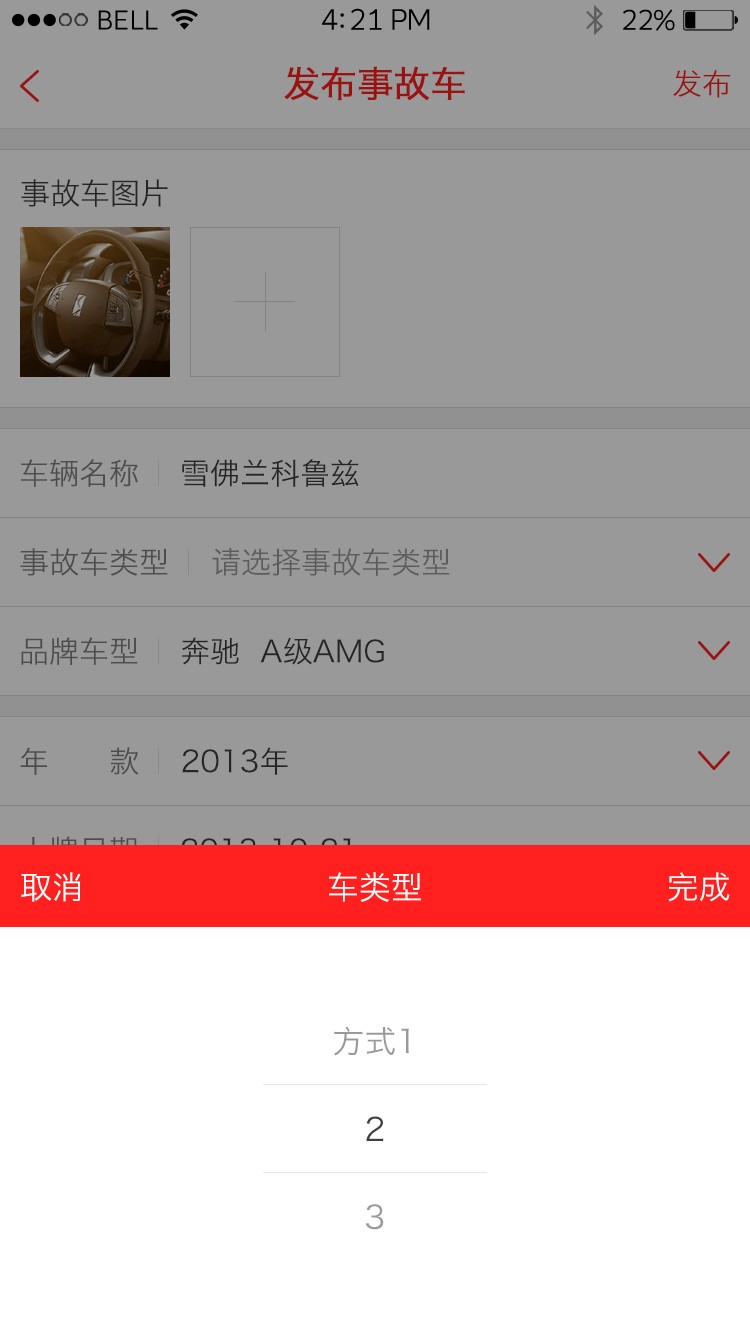 BELL 4:21 PM 22%
发布事故车 发布
事故车图片
车辆名称 雪佛兰科鲁兹
事故车类型 请选择事故车类型
品牌车型 奔驰 A级AMG
年 款 2013年
取消 车类型 完成
方式1
2
3